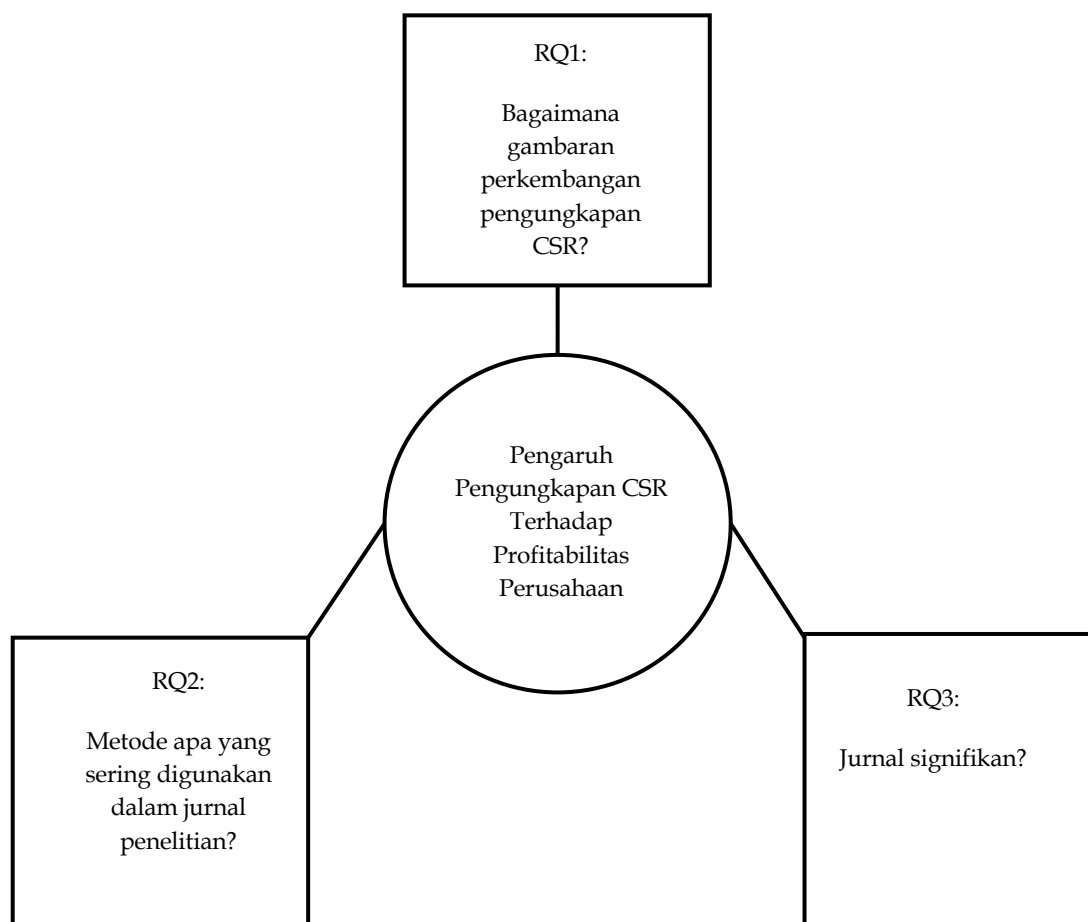 RQ1:
Bagaimana
gambaran
perkembangan
pengungkapan
CSR?
Pengaruh
Pengungkapan CSR
Terhadap
Profitabilitas
Perusahaan
RQ2:
Metode apa yang
sering digunakan
dalam jurnal
penelitian?
RQ3:
Jurnal signifikan?